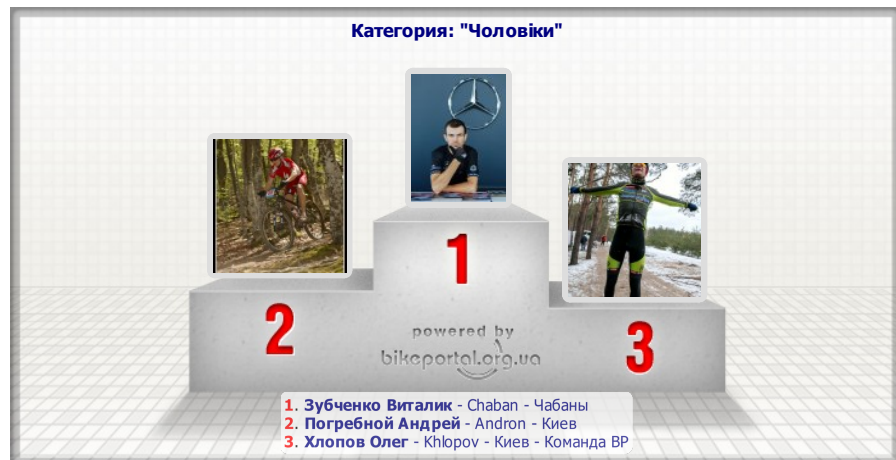 Категория: "Чоловіки"
1
2
3
powered by
bikeportal.org.ua
1. Зубченко Виталик - Chaban - Чабаны
2. Погребной Андрей - Andron - Киев
3. Хлопов Олег - Khlopov - Киев - Команда ВР